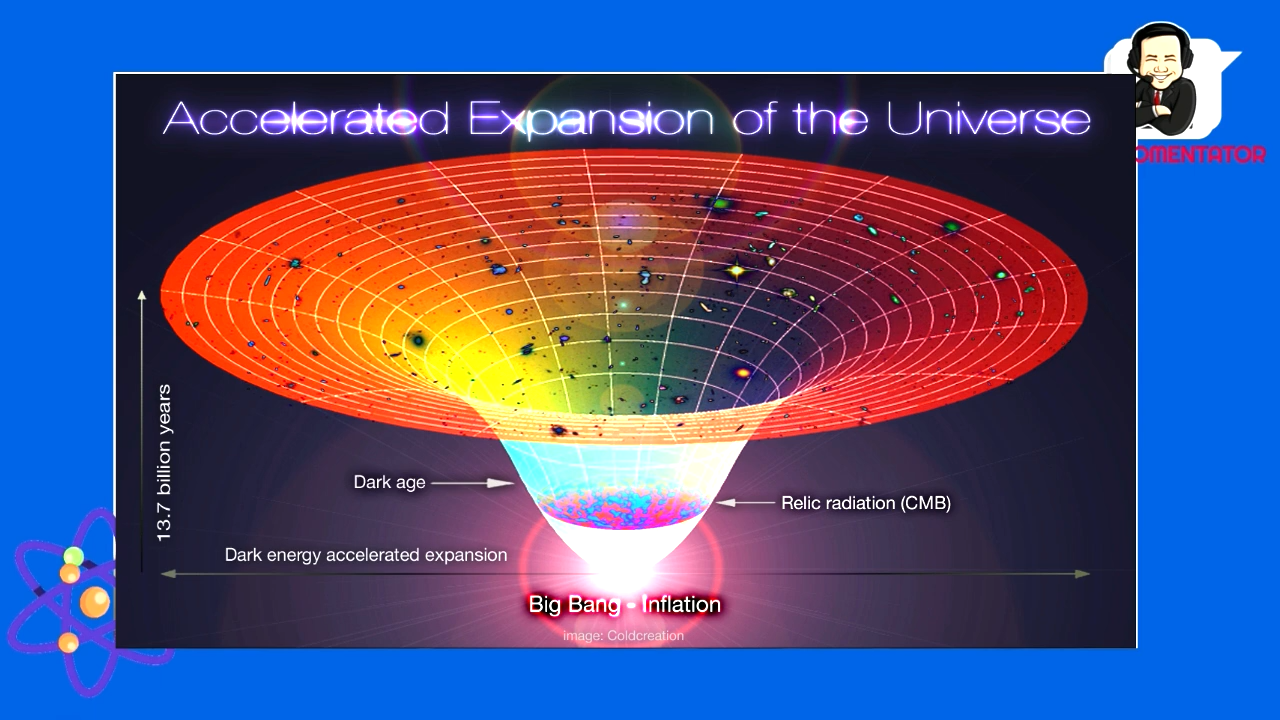 Accelerated Expansion of the Universe
OMENTATOR
13.7 billion years
Dark age
Relic radiation (CMB)
Dark energy accelerated expansion
Big Bang - Inflation
image: Coldcreation